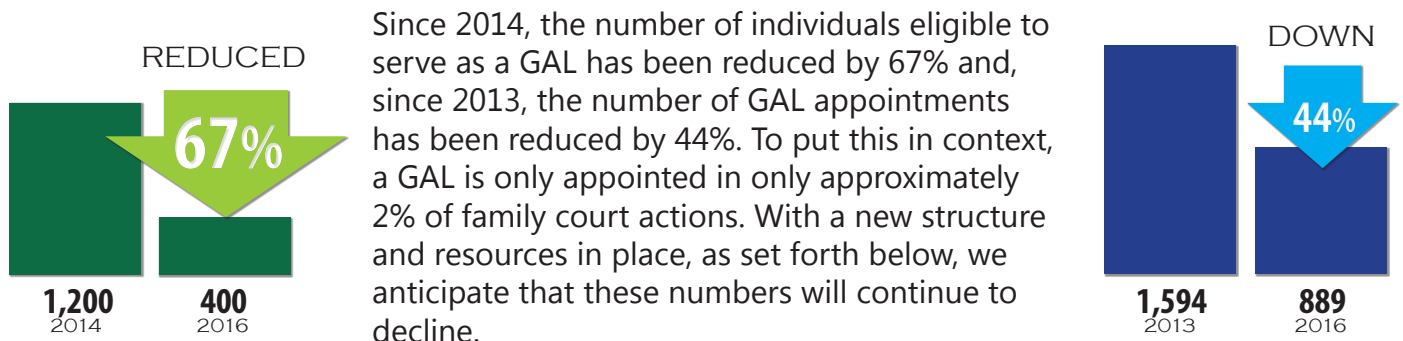 REDUCED
67%
1,200
2014
400
2016
Since 2014, the number of individuals eligible to
serve as a GAL has been reduced by 67% and,
since 2013, the number of GAL appointments
has been reduced by 44%. To put this in context,
a GAL is only appointed in only approximately
2% of family court actions. With a new structure
and resources in place, as set forth below, we
anticipate that these numbers will continue to
decline.
DOWN
44%
1,594
2013
889
2016